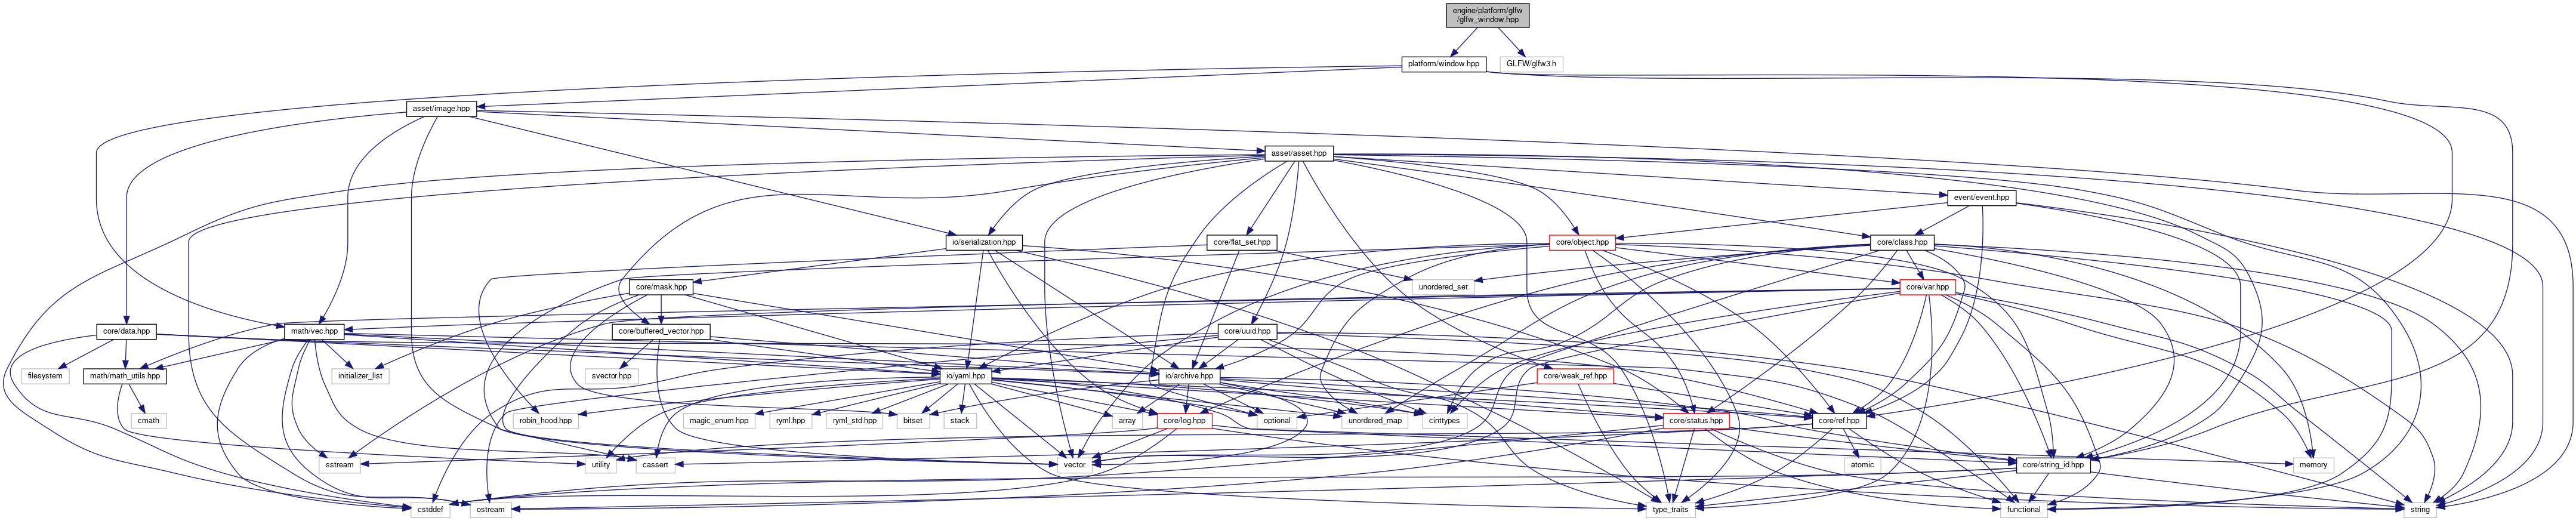 engine/platform/glfw
/glfw_window.hpp
platform/window.hpp
GLFW/glfw3.h
asset/image.hpp
asset/asset.hpp
event/event.hpp
io/serialization.hpp
core/flat_set.hpp
core/object.hpp
core/class.hpp
core/mask.hpp
unordered_set
core/var.hpp
core/data.hpp
math/vec.hpp
core/buffered_vector.hpp
core/uuid.hpp
filesystem
math/math_utils.hpp
initializer_list
svector.hpp
io/yaml.hpp
io/archive.hpp
core/weak_ref.hpp
cmath
robin_hood.hpp
magic_enum.hpp
ryml.hpp
ryml_std.hpp
bitset
stack
array
core/log.hpp
optional
unordered_map
cinttypes
core/status.hpp
core/ref.hpp
sstream
utility
cassert
vector
atomic
core/string_id.hpp
memory
cstddef
ostream
type_traits
functional
string